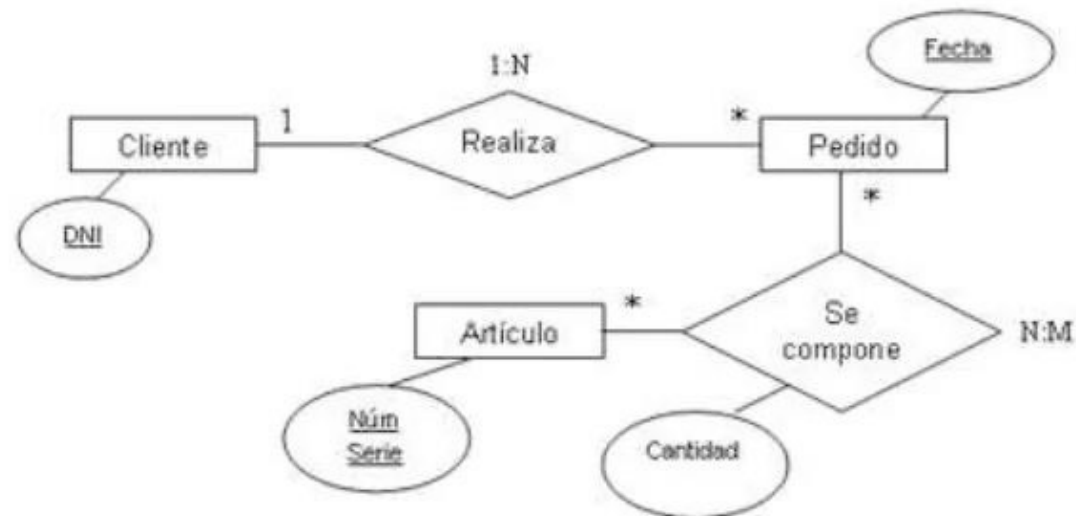 Fecha
1:N
1
*
Cliente
Realiza
Pedido
*
DNI
*
Artículo
Se
compone
N:M
Núm
Serie
Cantidad